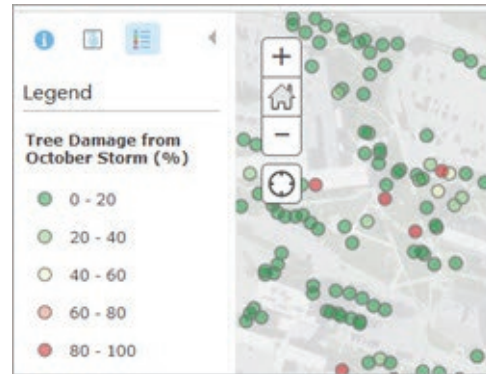 Legend
Tree Damage from
October Storm (%)
0 - 20
20 - 40
40 - 60
60 - 80
80 - 100